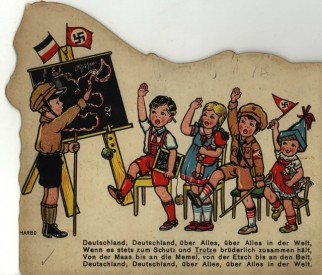 HARBO
Deutschland, Deutschland, über Alles, über Alles in der Welt,
Wenn es stets zum Schutz und Trutze brüderlich zusammen hält,
Von der Maas bis an die Memel, von der Etsch bis an den Belt,
Deutschland, Deutschland, über Alles, über Alles in der Welt.